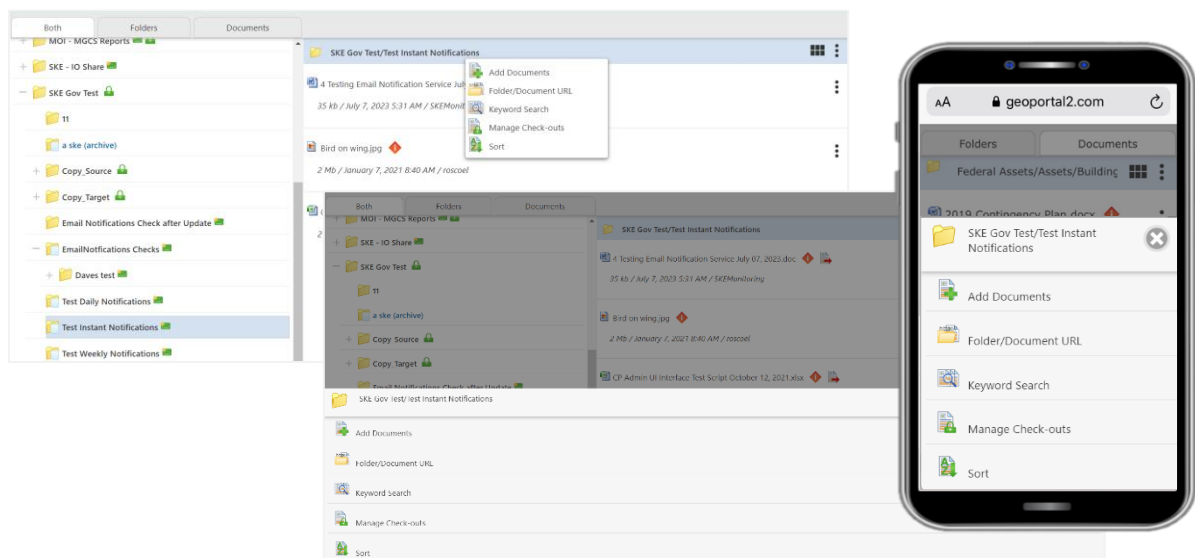 Both Folders Documents
MOI - MGCS Reports
SKE - IO Share
SKE Gov Test
11
a ske (archive)
Copy_Source
Copy_Target
Email Notifications Check after Update
EmailNotfications Checks
Daves test
Test Daily Notifications
Test Instant Notifications
Test Weekly Notifications
SKE Gov Test/Test Instant Notifications
4 Testing Email Notification Service July
35 kb / July 7, 2023 5:31 AM / SKEMonit
Bird on wing.jpg
2 Mb / January 7, 2021 8:40 AM / roscoel
Add Documents
Folder/Document URL
Keyword Search
Manage Check-outs
Sort
Both Folders Documents
MOI - MGCS Reports
SKE - IO Share
SKE Gov Test
11
a ske (archive)
Copy_Source
Copy_Target
Email Notifications Check after Update
SKE Gov Test/Test Instant Notifications
4 Testing Email Notification Service July 07, 2023.doc
35 kb / July 7, 2023 5:31 AM / SKEMonitoring
Bird on wing.jpg
2 Mb / January 7, 2021 8:40 AM / roscoel
CP Admin UI Interface Test Script October 12, 2021.xlsx
SKE Gov Test/Test Instant Notifications
Add Documents
Folder/Document URL
Keyword Search
Manage Check-outs
Sort
AA geoportal2.com
Folders Documents
Federal Assets/Assets/Building
2019 Contingency Plan.docx
SKE Gov Test/Test Instant
Notifications
Add Documents
Folder/Document URL
Keyword Search
Manage Check-outs
Sort